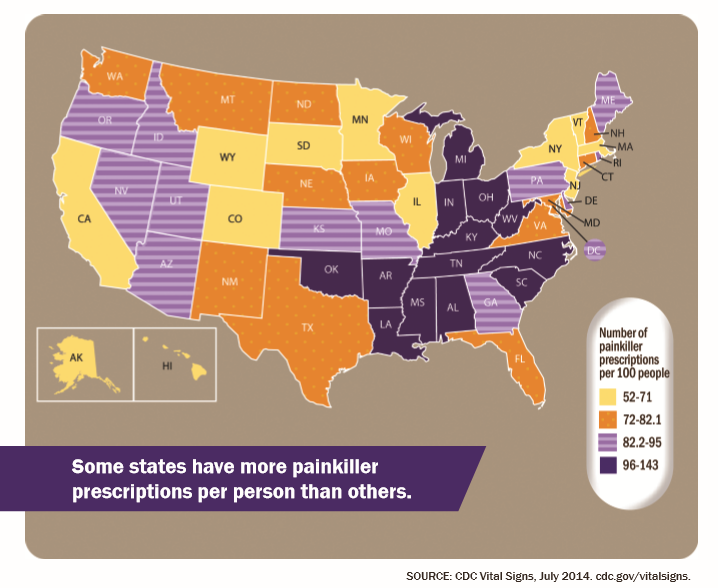 WA
MT
ND
MN
OR
ID
WY
SD
WI
MI
NY
VT
ME
NH
MA
RI
CT
NJ
DE
MD
DC
PA
NV
UT
CO
NE
IA
IL
IN
OH
WV
VA
CA
AZ
NM
KS
MO
KY
TN
NC
SC
OK
AR
MS
AL
GA
LA
TX
FL
AK
HI
Number of
painkiller
prescriptions
per 100 people
52-71
72-82.1
82.2-95
96-143
Some states have more painkiller
prescriptions per person than others.
SOURCE: CDC Vital Signs, July 2014. cdc.gov/vitalsigns.